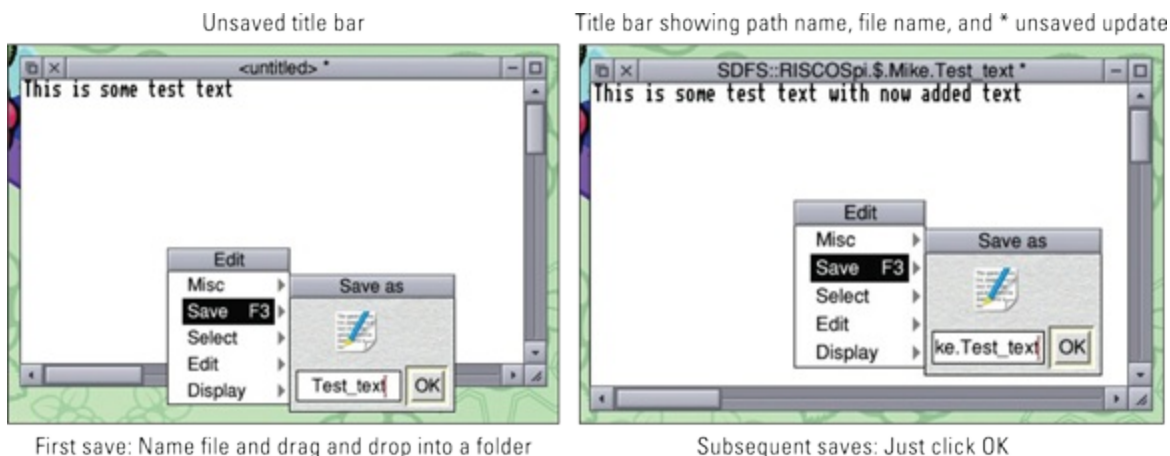 Unsaved title bar
Title bar showing path name, file name, and * unsaved update
<untitled> *
This is some test text
Edit
Misc
Save F3
Select
Edit
Display
Save as
Test_text
OK
SDFS::RISCOSpi.$.Mike.Test_text *
This is some test text with now added text
Edit
Misc
Save F3
Select
Edit
Display
Save as
ke.Test_text
OK
First save: Name file and drag and drop into a folder
Subsequent saves: Just click OK